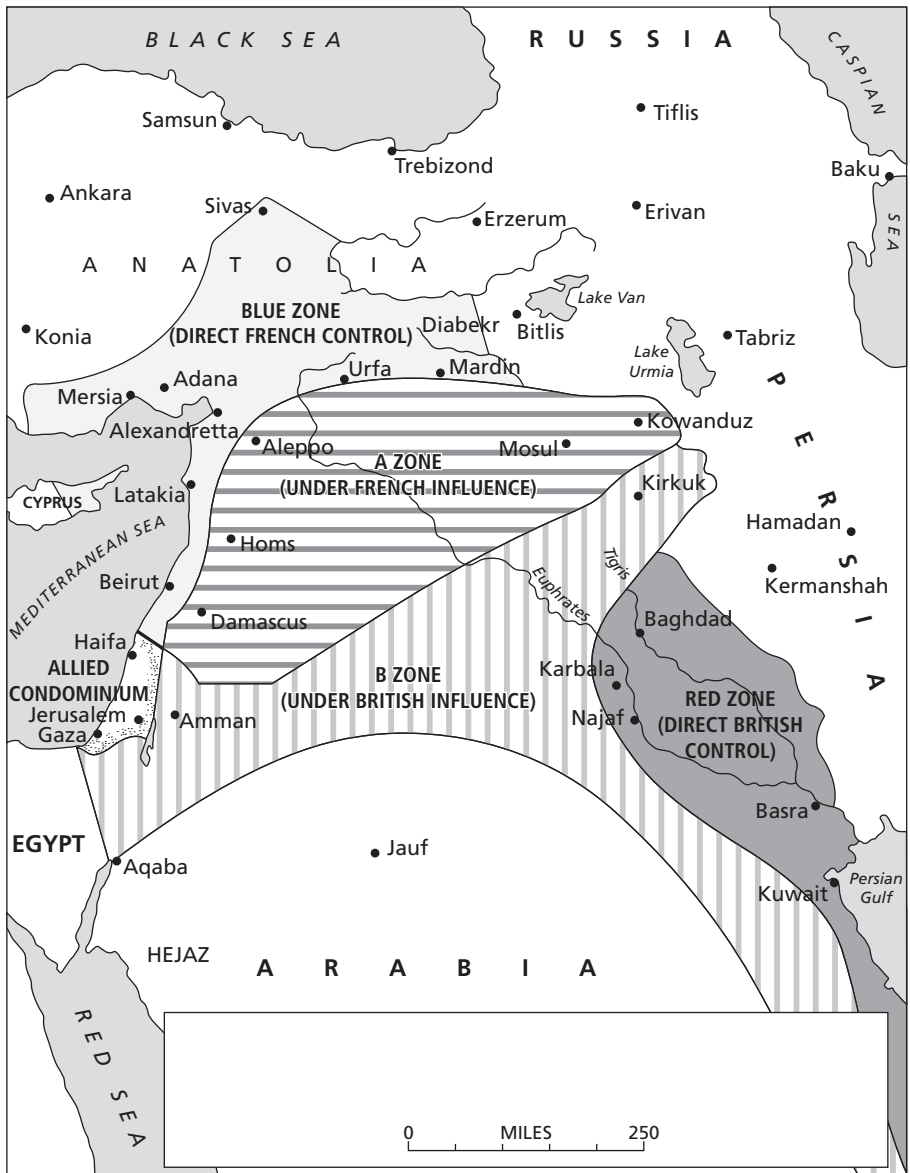 BLACK SEA
RUSSIA
CASPIAN
SEA
Samsun
Tiflis
Trebizond
Baku
Ankara
Sivas
Erzerum
Erivan
ANATOLIA
Lake Van
BLUE ZONE
(DIRECT FRENCH CONTROL)
Diabekr
Bitlis
Konia
Tabriz
Lake
Urmia
Urfa
Mardin
Adana
Mersia
PERSIA
Alexandretta
Kowanduz
Aleppo
Mosul
A ZONE
(UNDER FRENCH INFLUENCE)
Kirkuk
Latakia
CYPRUS
MEDITERRANEAN SEA
Hamadan
Homs
Tigris
Kermanshah
Euphrates
Beirut
Damascus
Baghdad
Haifa
ALLIED
CONDOMINIUM
Karbala
B ZONE
(UNDER BRITISH INFLUENCE)
RED ZONE
(DIRECT BRITISH
CONTROL)
Jerusalem
Amman
Najaf
Gaza
Basra
EGYPT
Jauf
Aqaba
Kuwait
Persian
Gulf
HEJAZ
ARABIA
RED SEA
0 MILES 250